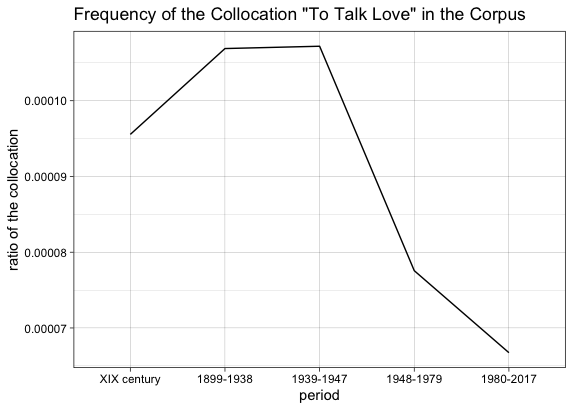 Frequency of the Collocation "To Talk Love" in the Corpus
ratio of the collocation
0.00010
0.00009
0.00008
0.00007
XIX century 1899-1938 1939-1947 1948-1979 1980-2017
period